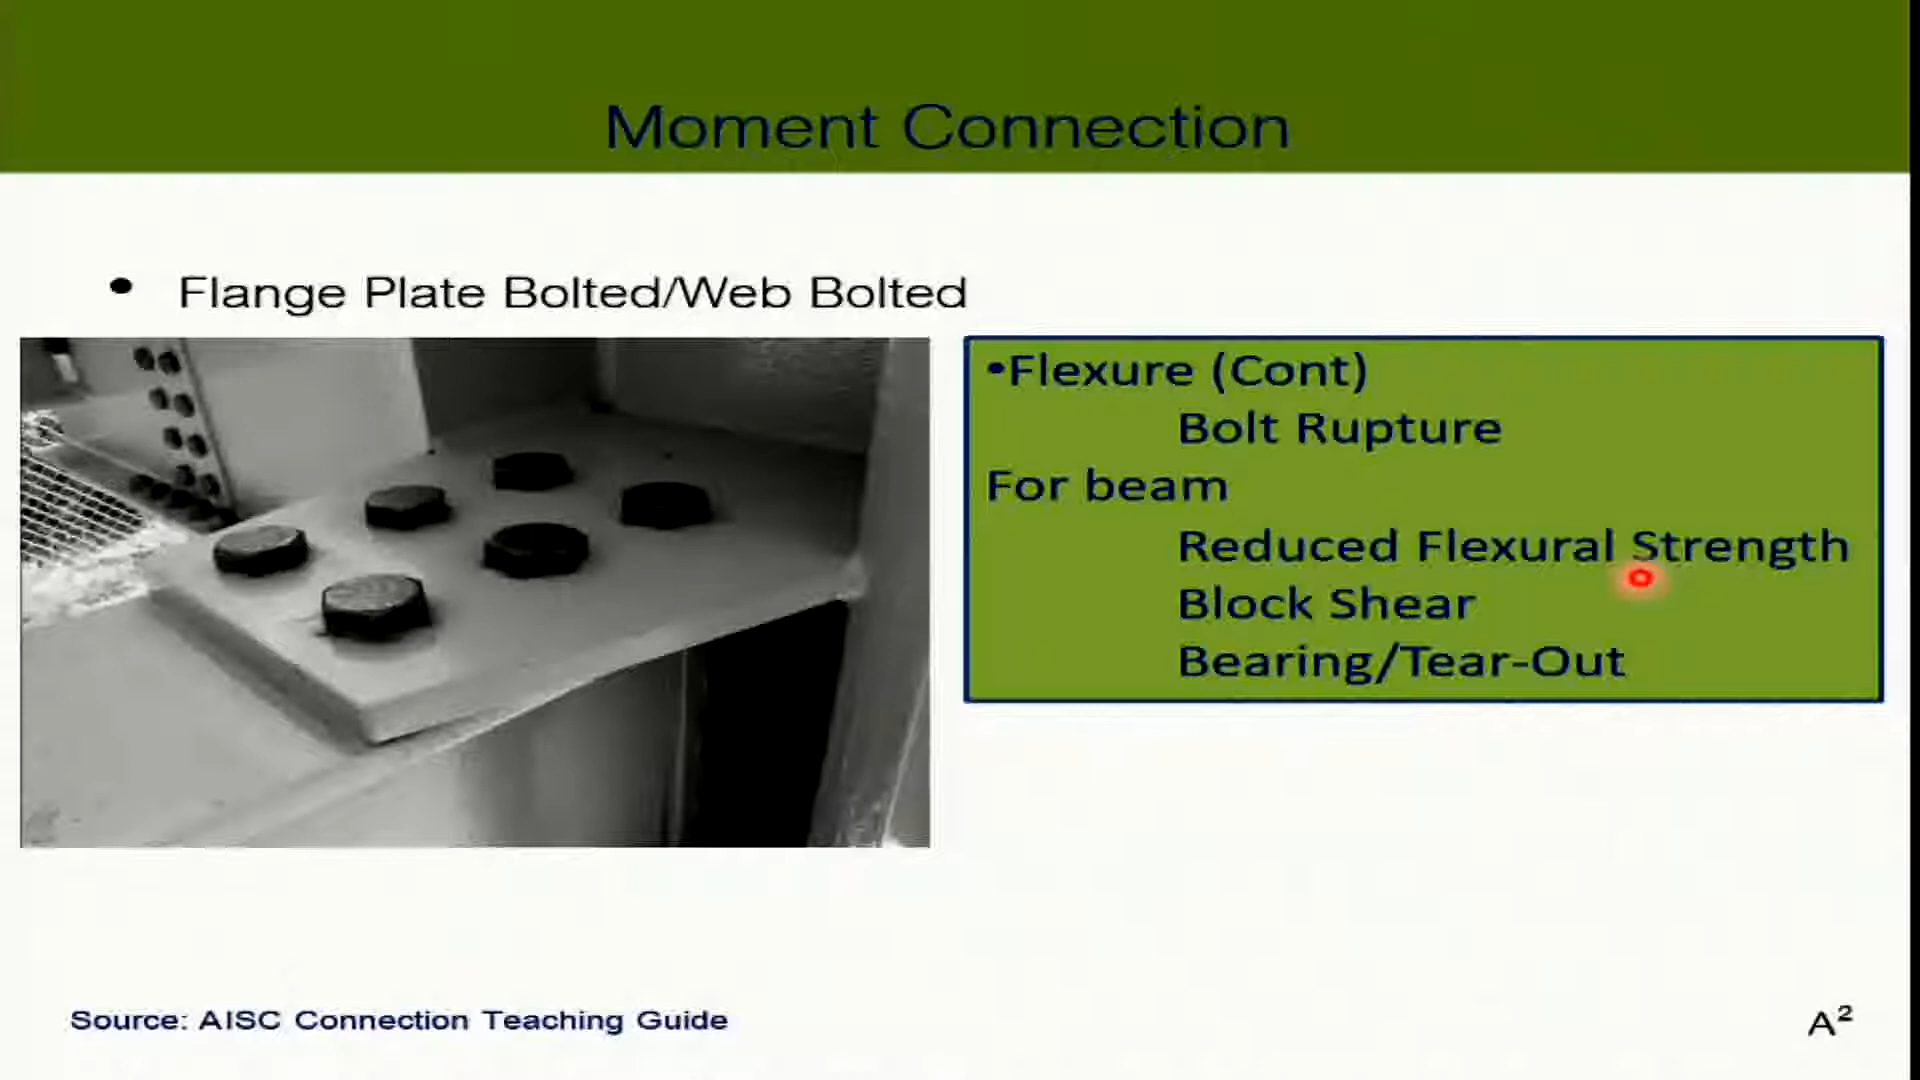 Moment Connection
• Flange Plate Bolted/Web Bolted
•Flexure (Cont)
Bolt Rupture
For beam
Reduced Flexural Strength
Block Shear
Bearing/Tear-Out
Source: AISC Connection Teaching Guide
A²